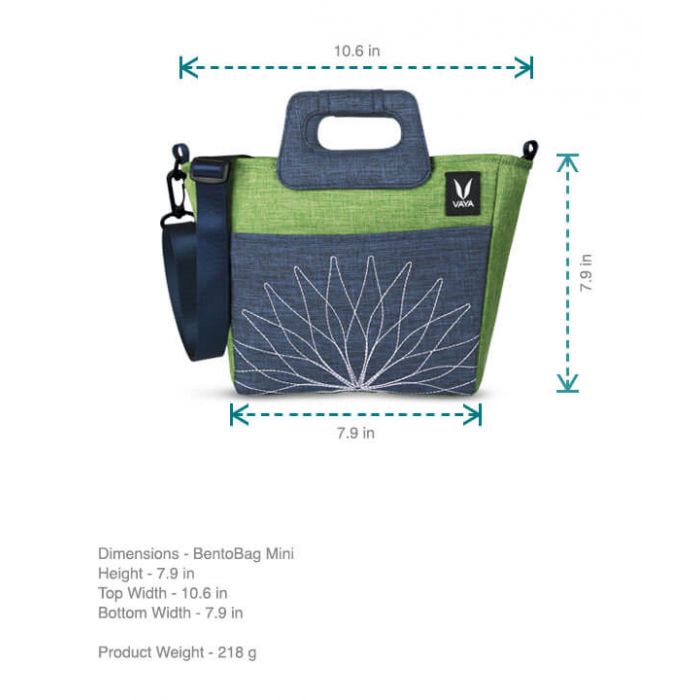 10.6 in
VAYA
7.9 in
7.9 in
Dimensions - BentoBag Mini
Height - 7.9 in
Top Width - 10.6 in
Bottom Width - 7.9 in
Product Weight - 218 g